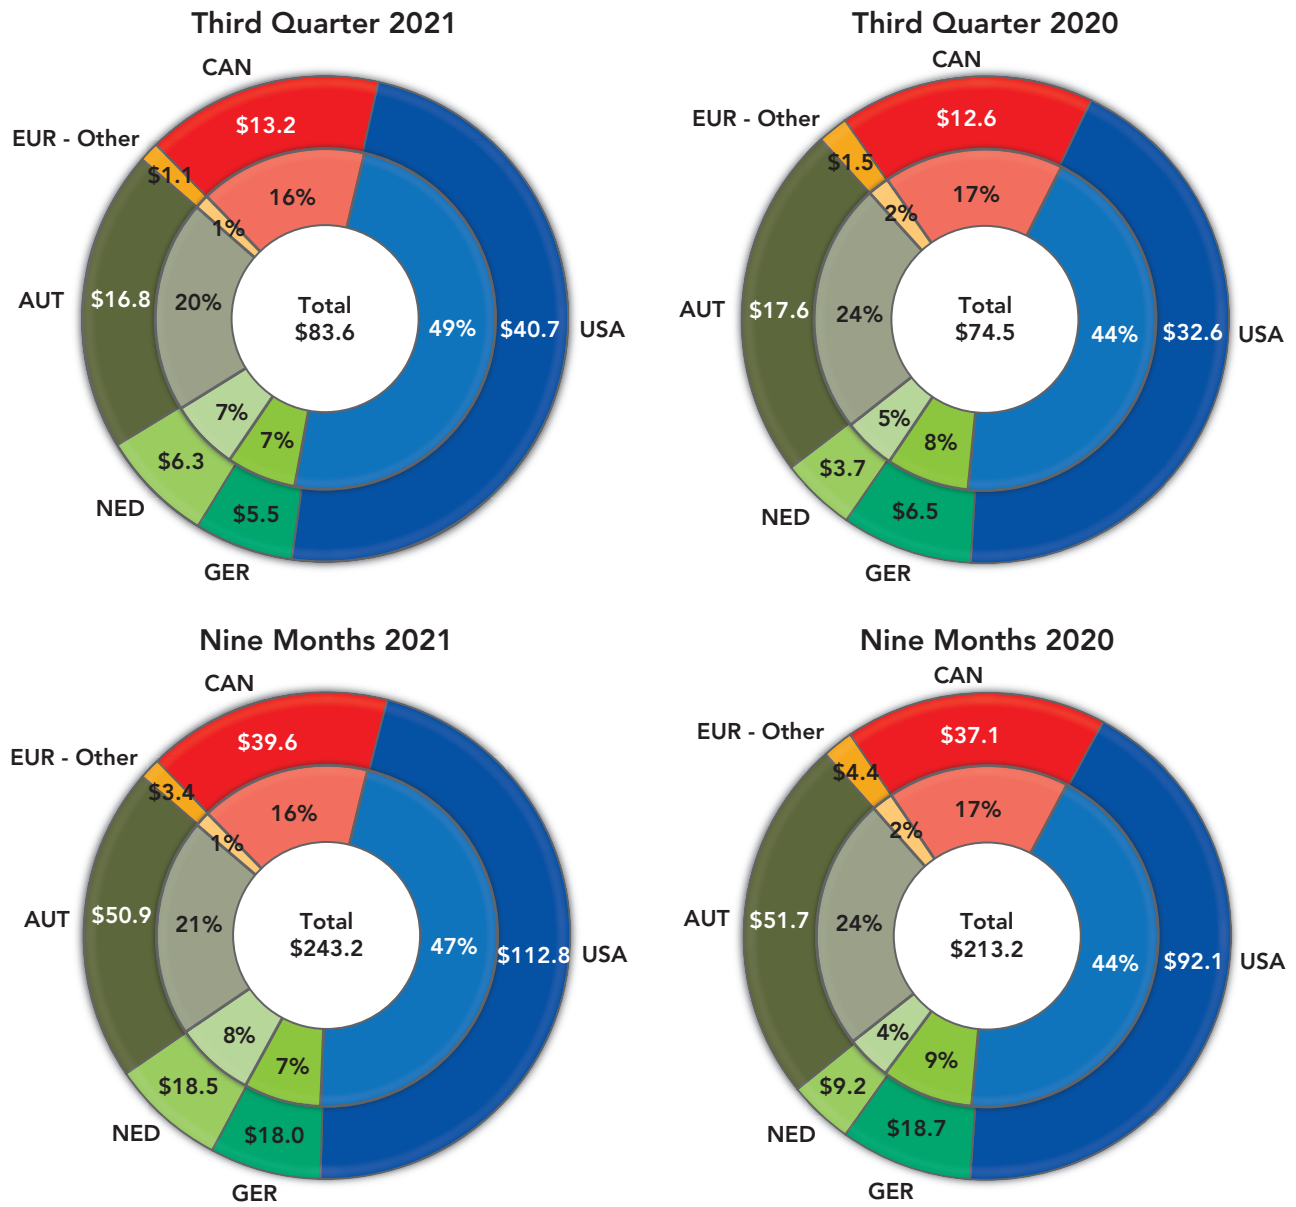 Third Quarter 2021
CAN
EUR - Other
$13.2
$1.1
16%
1%
AUT
$16.8
20%
Total
$83.6
49%
$40.7
USA
7%
7%
$6.3
$5.5
NED
GER
Third Quarter 2020
CAN
EUR - Other
$12.6
$1.5
17%
2%
AUT
$17.6
24%
Total
$74.5
44%
$32.6
USA
5%
8%
$3.7
$6.5
NED
GER
Nine Months 2021
CAN
EUR - Other
$39.6
$3.4
16%
1%
AUT
$50.9
21%
Total
$243.2
47%
$112.8
USA
8%
7%
$18.5
$18.0
NED
GER
Nine Months 2020
CAN
EUR - Other
$37.1
$4.4
17%
2%
AUT
$51.7
24%
Total
$213.2
44%
$92.1
USA
4%
9%
$9.2
$18.7
NED
GER